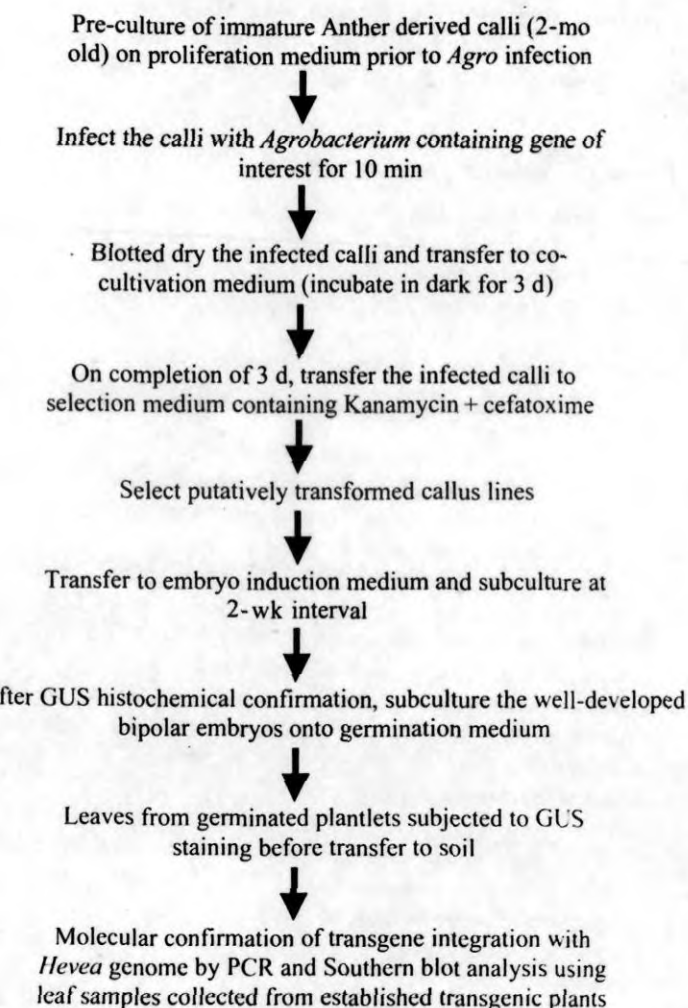 Pre-culture of immature Anther derived calli (2-mo
old) on proliferation medium prior to Agro infection
Infect the calli with Agrobacterium containing gene of
interest for 10 min
Blotted dry the infected calli and transfer to co-
cultivation medium (incubate in dark for 3 d)
On completion of 3 d, transfer the infected calli to
selection medium containing Kanamycin + cefatoxime
Select putatively transformed callus lines
Transfer to embryo induction medium and subculture at
2-wk interval
fter GUS histochemical confirmation, subculture the well-developed
bipolar embryos onto germination medium
Leaves from germinated plantlets subjected to GUS
staining before transfer to soil
Molecular confirmation of transgene integration with
Hevea genome by PCR and Southern blot analysis using
leaf samples collected from established transgenic plants